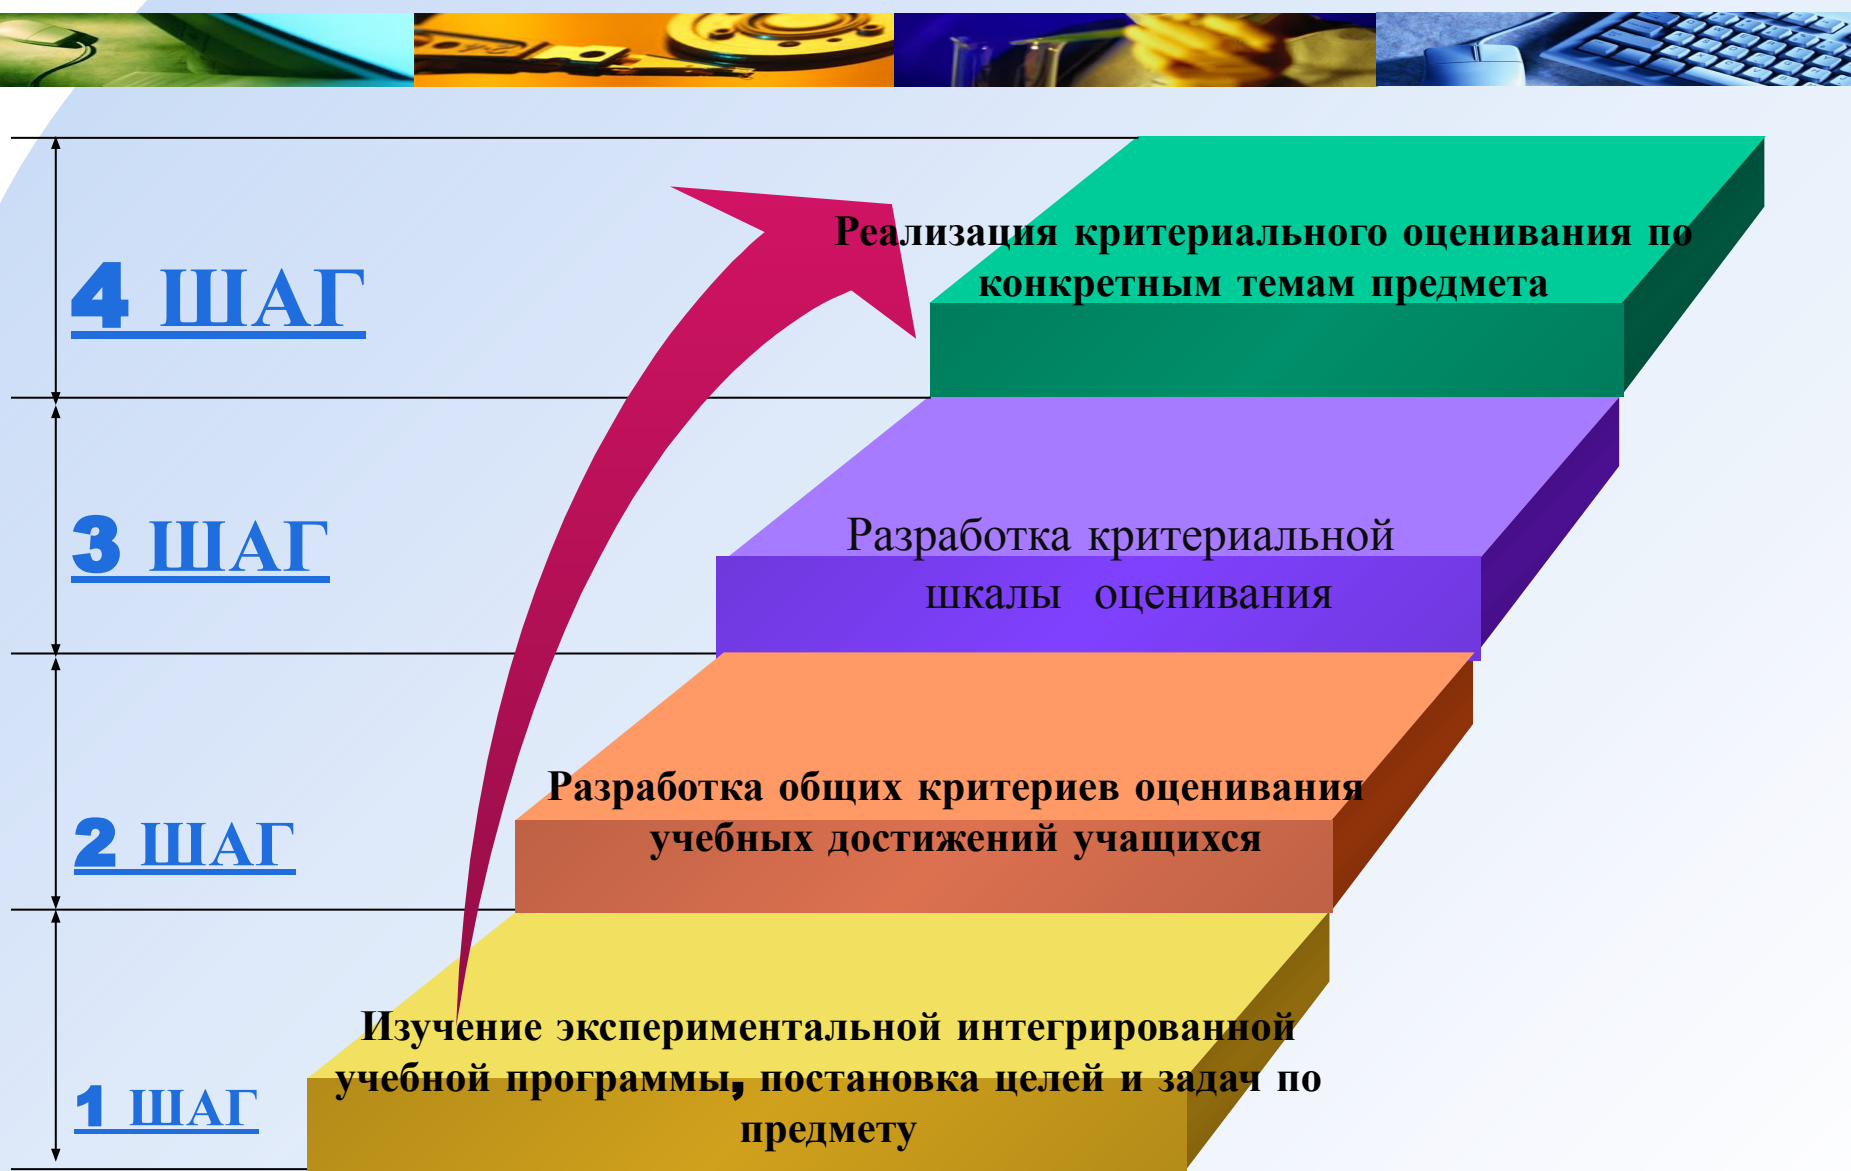 4 ШАГ
Реализация критериального оценивания по
конкретным темам предмета
3 ШАГ
Разработка критериальной
шкалы оценивания
2 ШАГ
Разработка общих критериев оценивания
учебных достижений учащихся
1 ШАГ
Изучение экспериментальной интегрированной
учебной программы, постановка целей и задач по
предмету